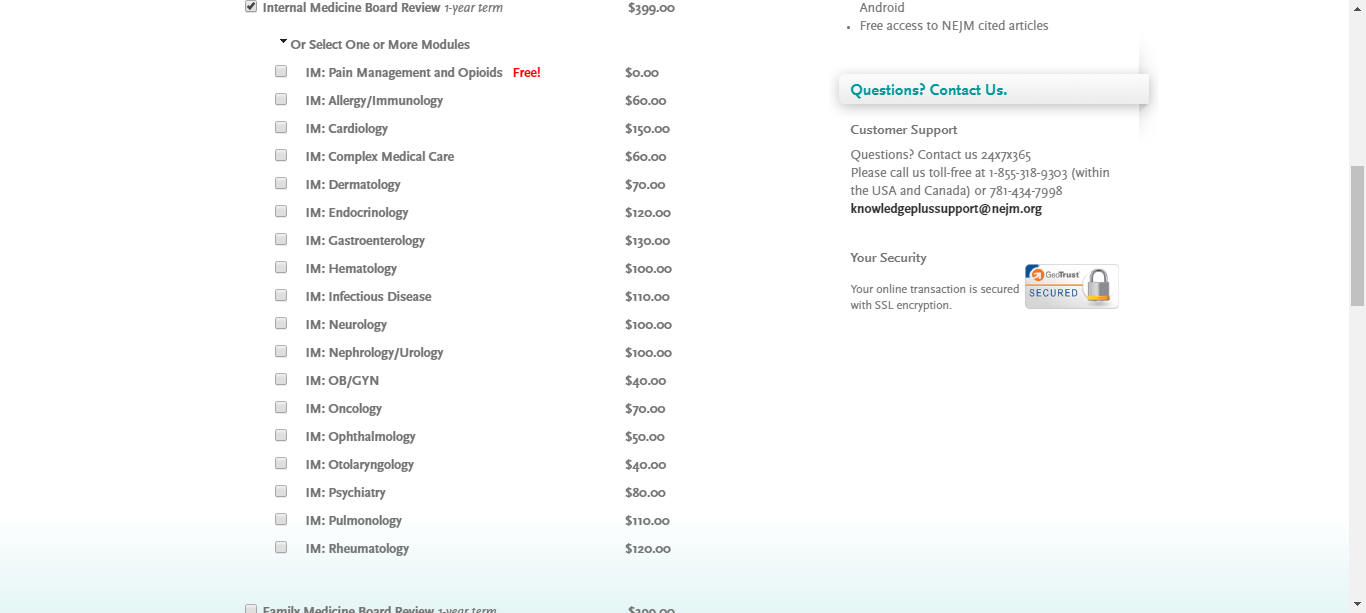 Internal Medicine Board Review 1-year term $399.00
Or Select One or More Modules
IM: Pain Management and Opioids Free! $0.00
IM: Allergy/Immunology $60.00
IM: Cardiology $150.00
IM: Complex Medical Care $60.00
IM: Dermatology $70.00
IM: Endocrinology $120.00
IM: Gastroenterology $130.00
IM: Hematology $100.00
IM: Infectious Disease $110.00
IM: Neurology $100.00
IM: Nephrology/Urology $100.00
IM: OB/GYN $40.00
IM: Oncology $70.00
IM: Ophthalmology $50.00
IM: Otolaryngology $40.00
IM: Psychiatry $80.00
IM: Pulmonology $110.00
IM: Rheumatology $120.00
Family Medicine Board Review 1-year term
Android
• Free access to NEJM cited articles
Questions? Contact Us.
Customer Support
Questions? Contact us 24x7x365
Please call us toll-free at 1-855-318-9303 (within
the USA and Canada) or 781-434-7998
knowledgeplussupport@nejm.org
Your Security
Your online transaction is secured
with SSL encryption.
GeoTrust
SECURED